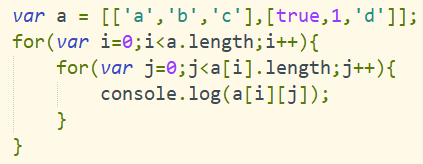 var a = [['a','b','c'],[true,1,'d']];
for(var i=0;i<a.length;i++){
    for(var j=0;j<a[i].length;j++){
        console.log(a[i][j]);
    }
}